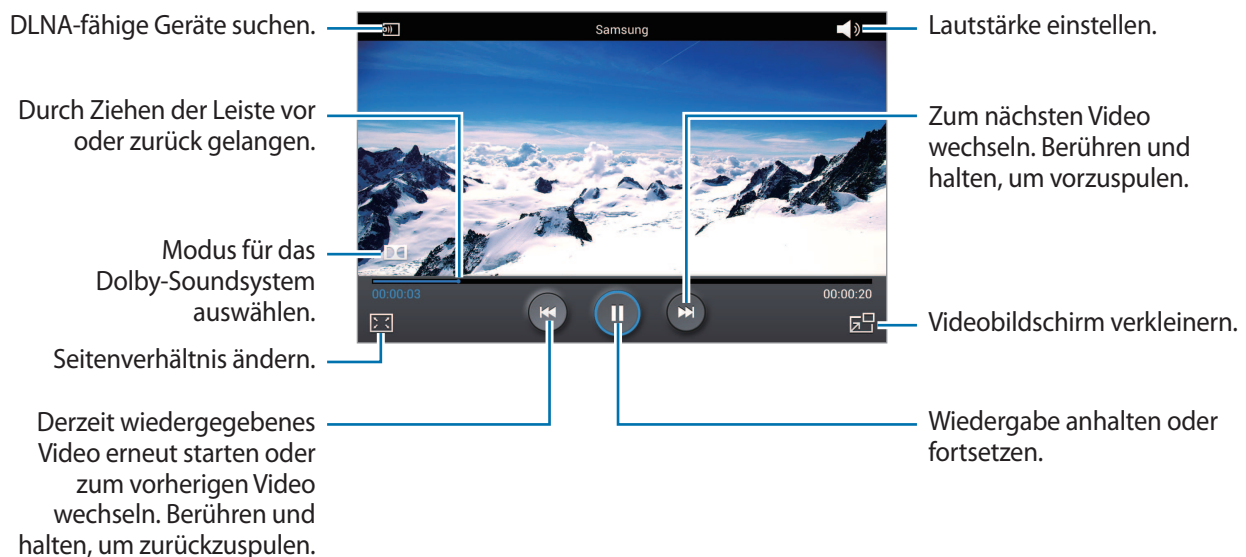 DLNA-fähige Geräte suchen.
Samsung
Lautstärke einstellen.
Durch Ziehen der Leiste vor
oder zurück gelangen.
Zum nächsten Video
wechseln. Berühren und
halten, um vorzuspulen.
Modus für das
Dolby-Soundsystem
auswählen.
00:00:03
00:00:20
Videobildschirm verkleinern.
Seitenverhältnis ändern.
Derzeit wiedergegebenes
Video erneut starten oder
zum vorherigen Video
wechseln. Berühren und
halten, um zurückzuspulen.
Wiedergabe anhalten oder
fortsetzen.